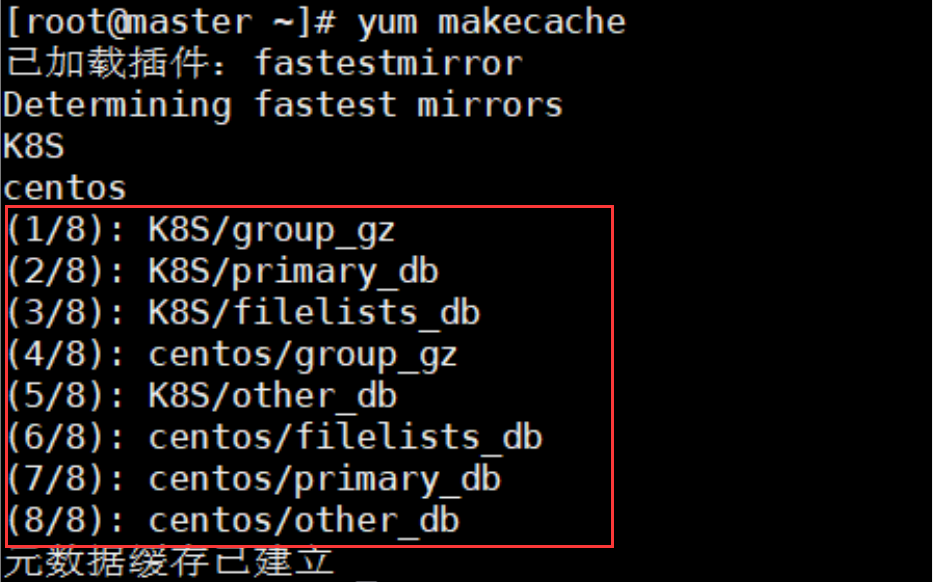 [root@master ~]# yum makecache
已加载插件：fastestmirror
Determining fastest mirrors
K8S
centos
(1/8): K8S/group_gz
(2/8): K8S/primary_db
(3/8): K8S/filelists_db
(4/8): centos/group_gz
(5/8): K8S/other_db
(6/8): centos/filelists_db
(7/8): centos/primary_db
(8/8): centos/other_db
元数据缓存已建立